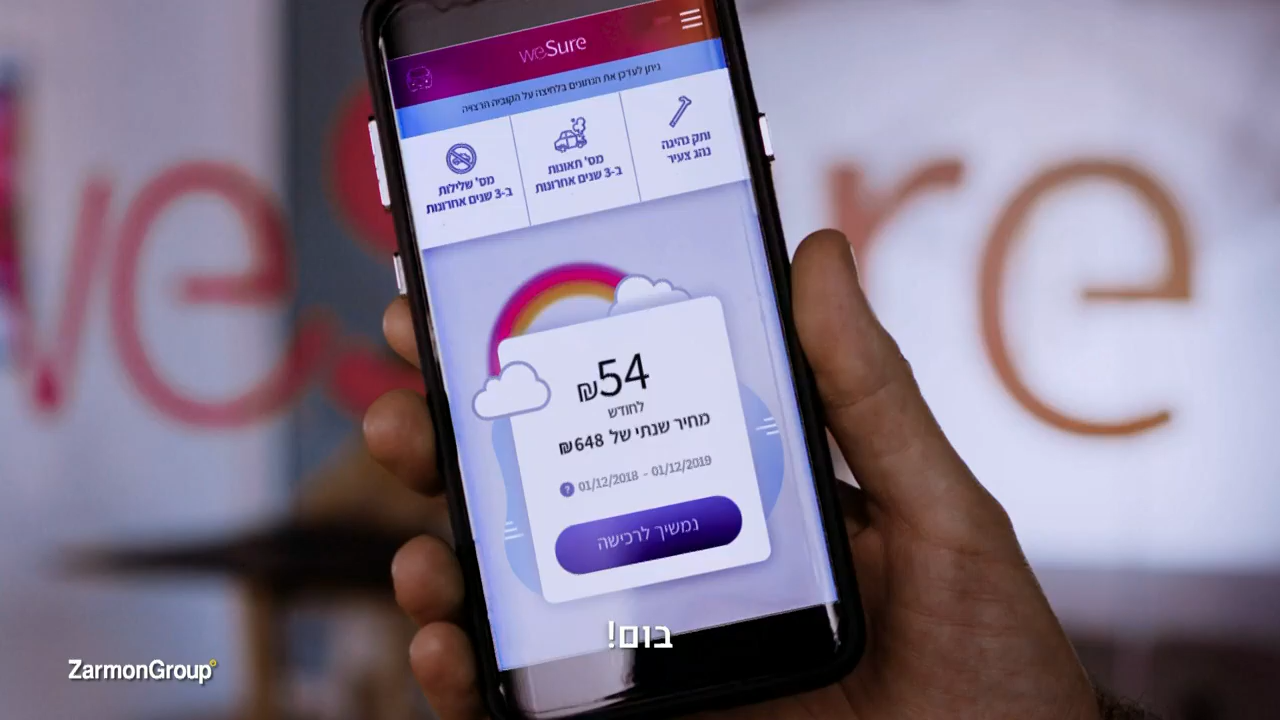 weSure
ניתן לעדכן את הנתונים בלחיצה על הקוביה הרצויה
ותק נהיגה
נהג צעיר
מס' תאונות
ב-3 שנים אחרונות
מס' שלילות
ב-3 שנים אחרונות
weSure
₪54
לחודש
מחיר שנתי של 648₪
01/12/2018 - 01/12/2019
?
נמשיך לרכישה
בום!
ZarmonGroup